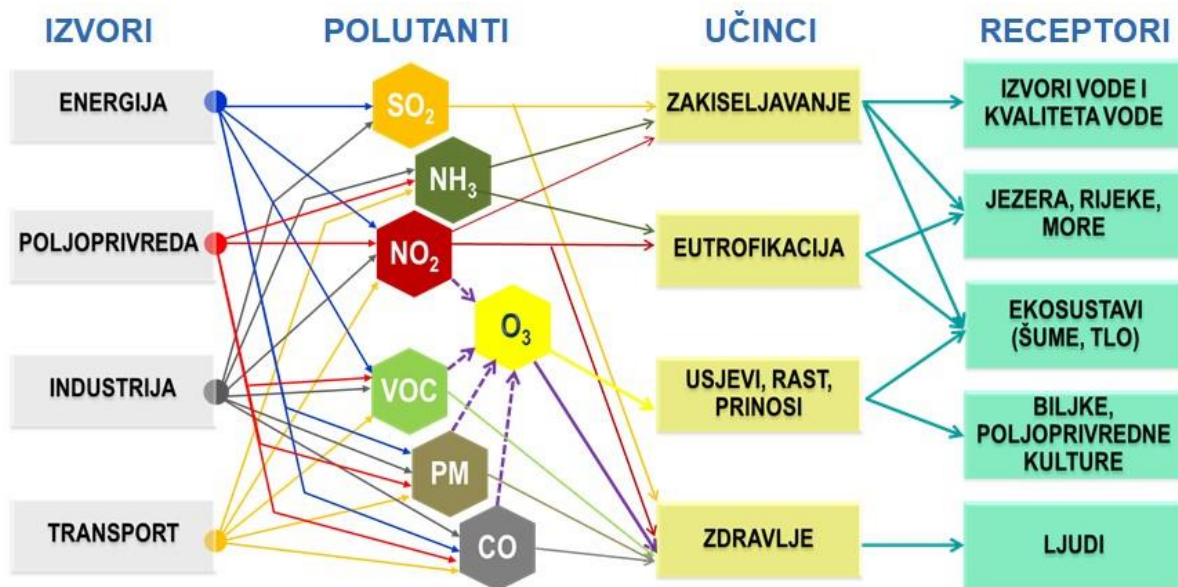 IZVORI
POLUTANTI
UČINCI
RECEPTORI
ENERGIJA
POLJOPRIVREDA
INDUSTRIJA
TRANSPORT
SO₂
NH₃
NO₂
O₃
VOC
PM
CO
ZAKISELJAVANJE
EUTROFIKACIJA
USJEVI, RAST,
PRINOSI
ZDRAVLJE
IZVORI VODE I
KVALITETA VODE
JEZERA, RIJEKE,
MORE
EKOSUSTAVI
(ŠUME, TLO)
BILJKE,
POLJOPRIVREDNE
KULTURE
LJUDI